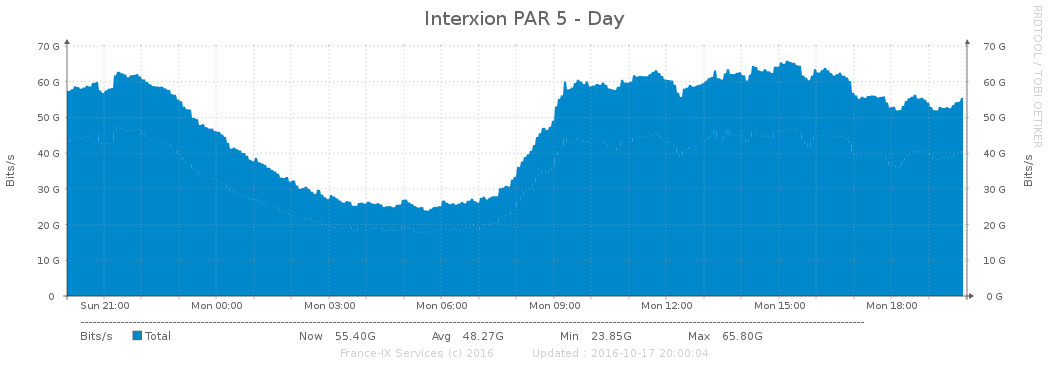 Interxion PAR 5 - Day
RRDTOOL / TOBI OETIKER
70 G 70 G
60 G 60 G
50 G 50 G
40 G 40 G
30 G 30 G
20 G 20 G
10 G 10 G
0 0 G
Bits/s
Bits/s
Sun 21:00 Mon 00:00 Mon 03:00 Mon 06:00 Mon 09:00 Mon 12:00 Mon 15:00 Mon 18:00
Bits/s Total Now 55.40G Avg 48.27G Min 23.85G Max 65.80G
France-IX Services (c) 2016 Updated : 2016-10-17 20:00:04